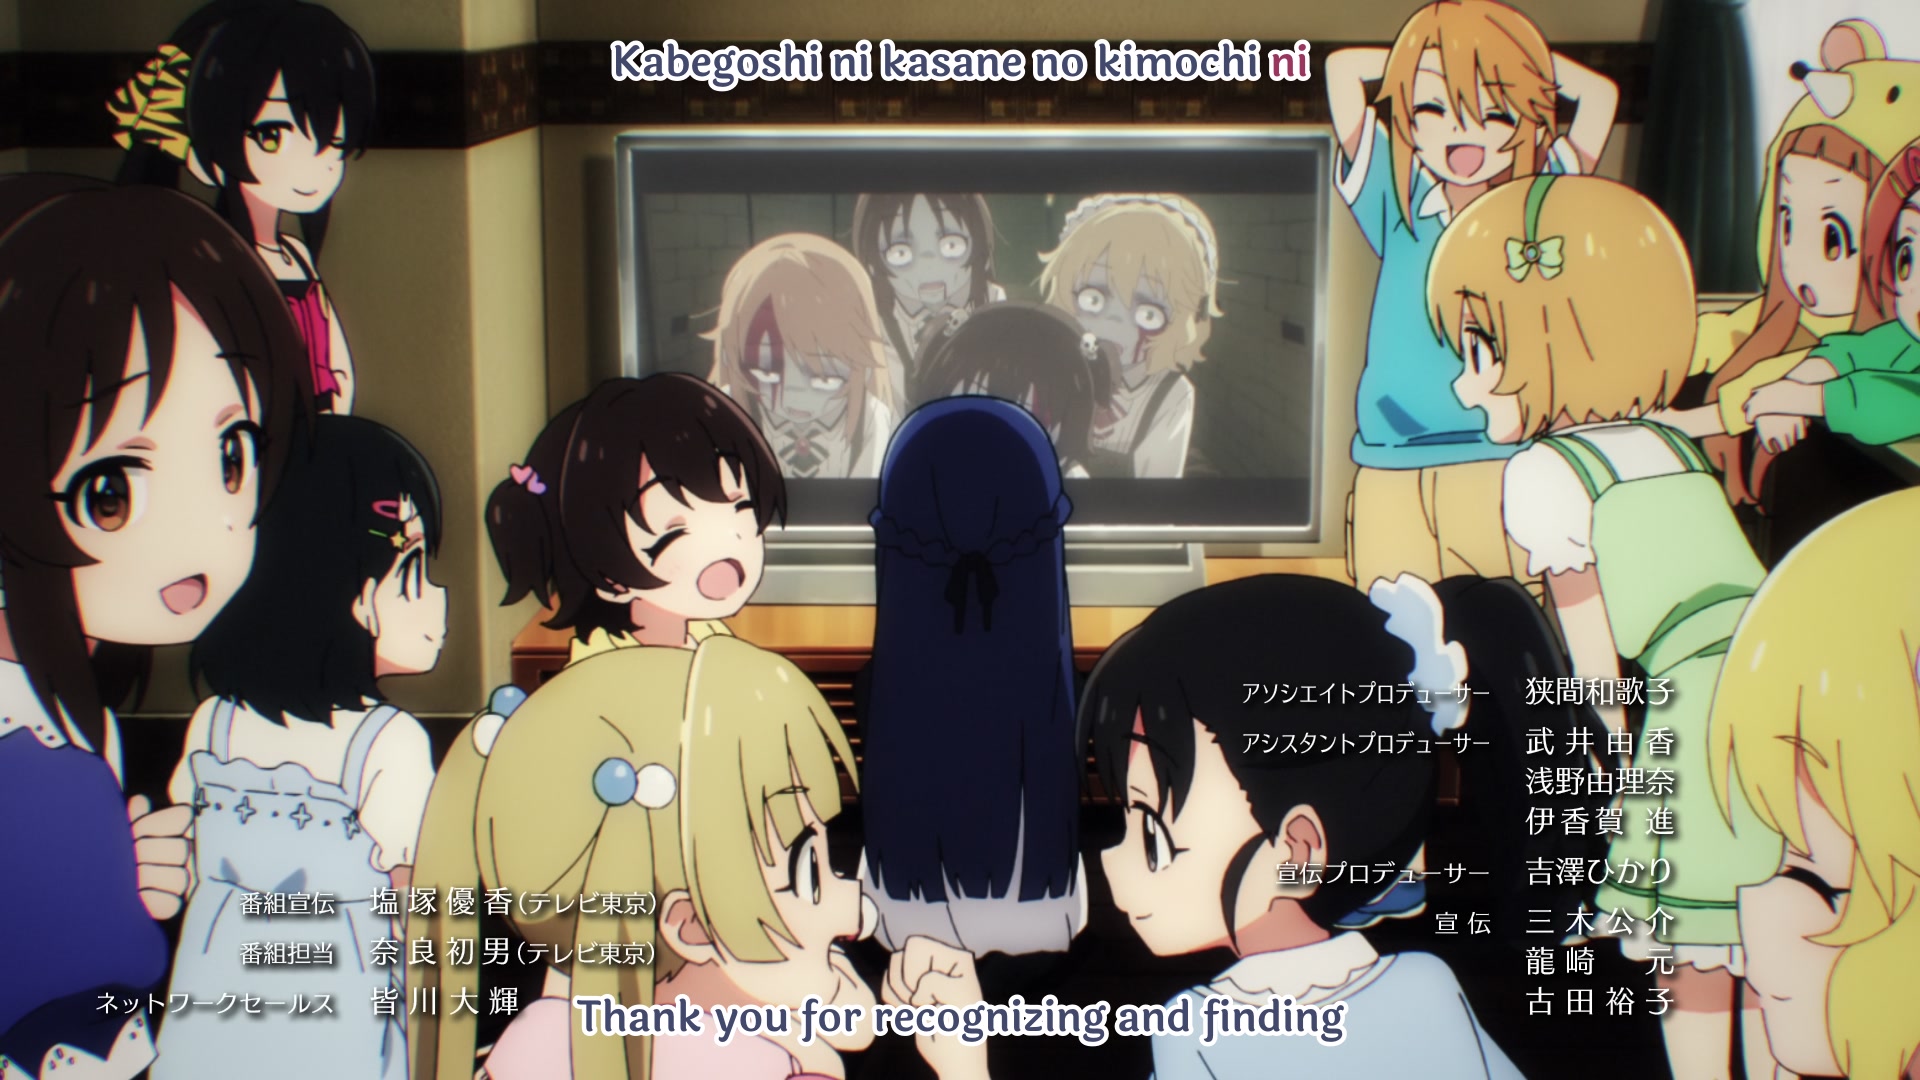 Kabegoshi ni kasane no kimochi ni
アソシエイトプロデューサー 狭間和歌子
アシスタントプロデューサー 武井由香
浅野由理奈
伊香賀 進
宣伝プロデューサー 吉澤ひかり
宣伝 三木公介
龍崎 元
古田裕子
番組宣伝 塩塚優香(テレビ東京)
番組担当 奈良初男(テレビ東京)
ネットワークセールス 皆川大輝
Thank you for recognizing and finding